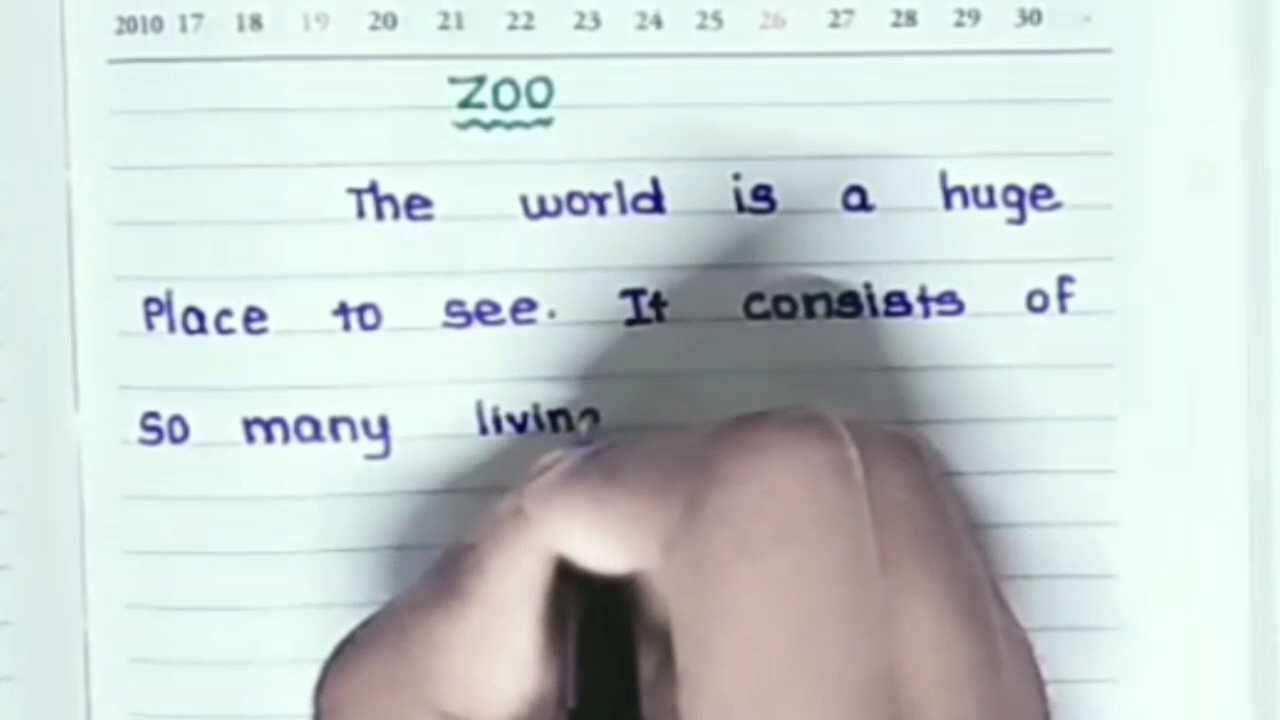 2010 17 18 19 20 21 22 23 24 25 26 27 28 29 30
ZOO
The world is a huge
Place to see. It consists of
so many